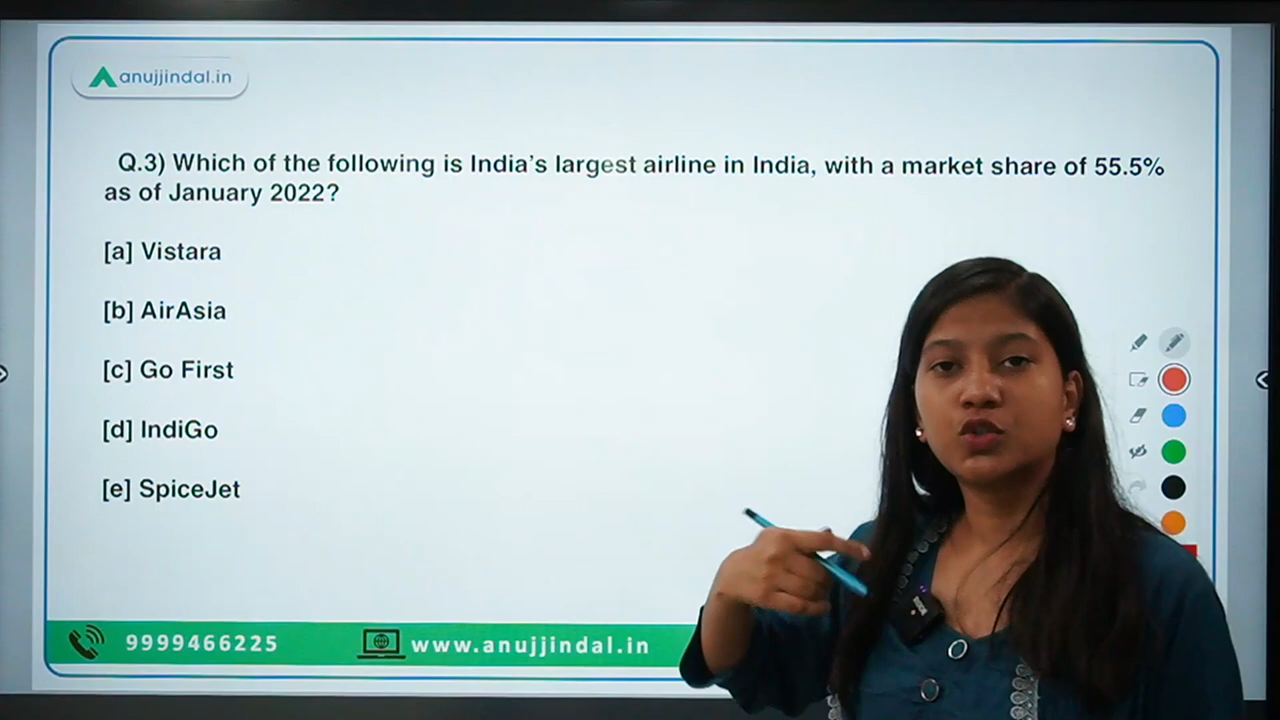 anujjindal.in
Q.3) Which of the following is India's largest airline in India, with a market share of 55.5%
as of January 2022?
[a] Vistara
[b] AirAsia
[c] Go First
[d] IndiGo
[e] SpiceJet
9999466225 www.anujjindal.in